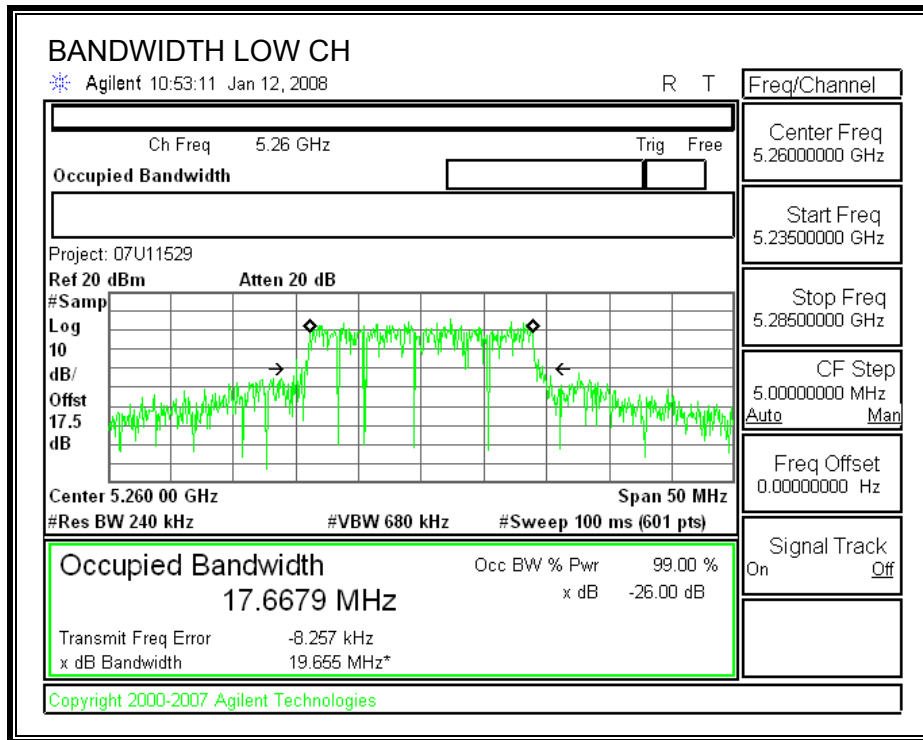 BANDWIDTH LOW CH
Agilent 10:53:11 Jan 12, 2008 R T
Freq/Channel
Ch Freq 5.26 GHz Trig Free
Occupied Bandwidth
Center Freq
5.26000000 GHz
Start Freq
5.23500000 GHz
Stop Freq
5.28500000 GHz
CF Step
5.00000000 MHz
Auto Man
Freq Offset
0.00000000 Hz
Signal Track
On Off
Project: 07U11529
Ref 20 dBm Atten 20 dB
#Samp
Log
10
dB/
Offst
17.5
dB
Center 5.260 00 GHz Span 50 MHz
#Res BW 240 kHz #VBW 680 kHz #Sweep 100 ms (601 pts)
Occupied Bandwidth Occ BW % Pwr 99.00 %
17.6679 MHz x dB -26.00 dB
Transmit Freq Error -8.257 kHz
x dB Bandwidth 19.655 MHz*
Copyright 2000-2007 Agilent Technologies